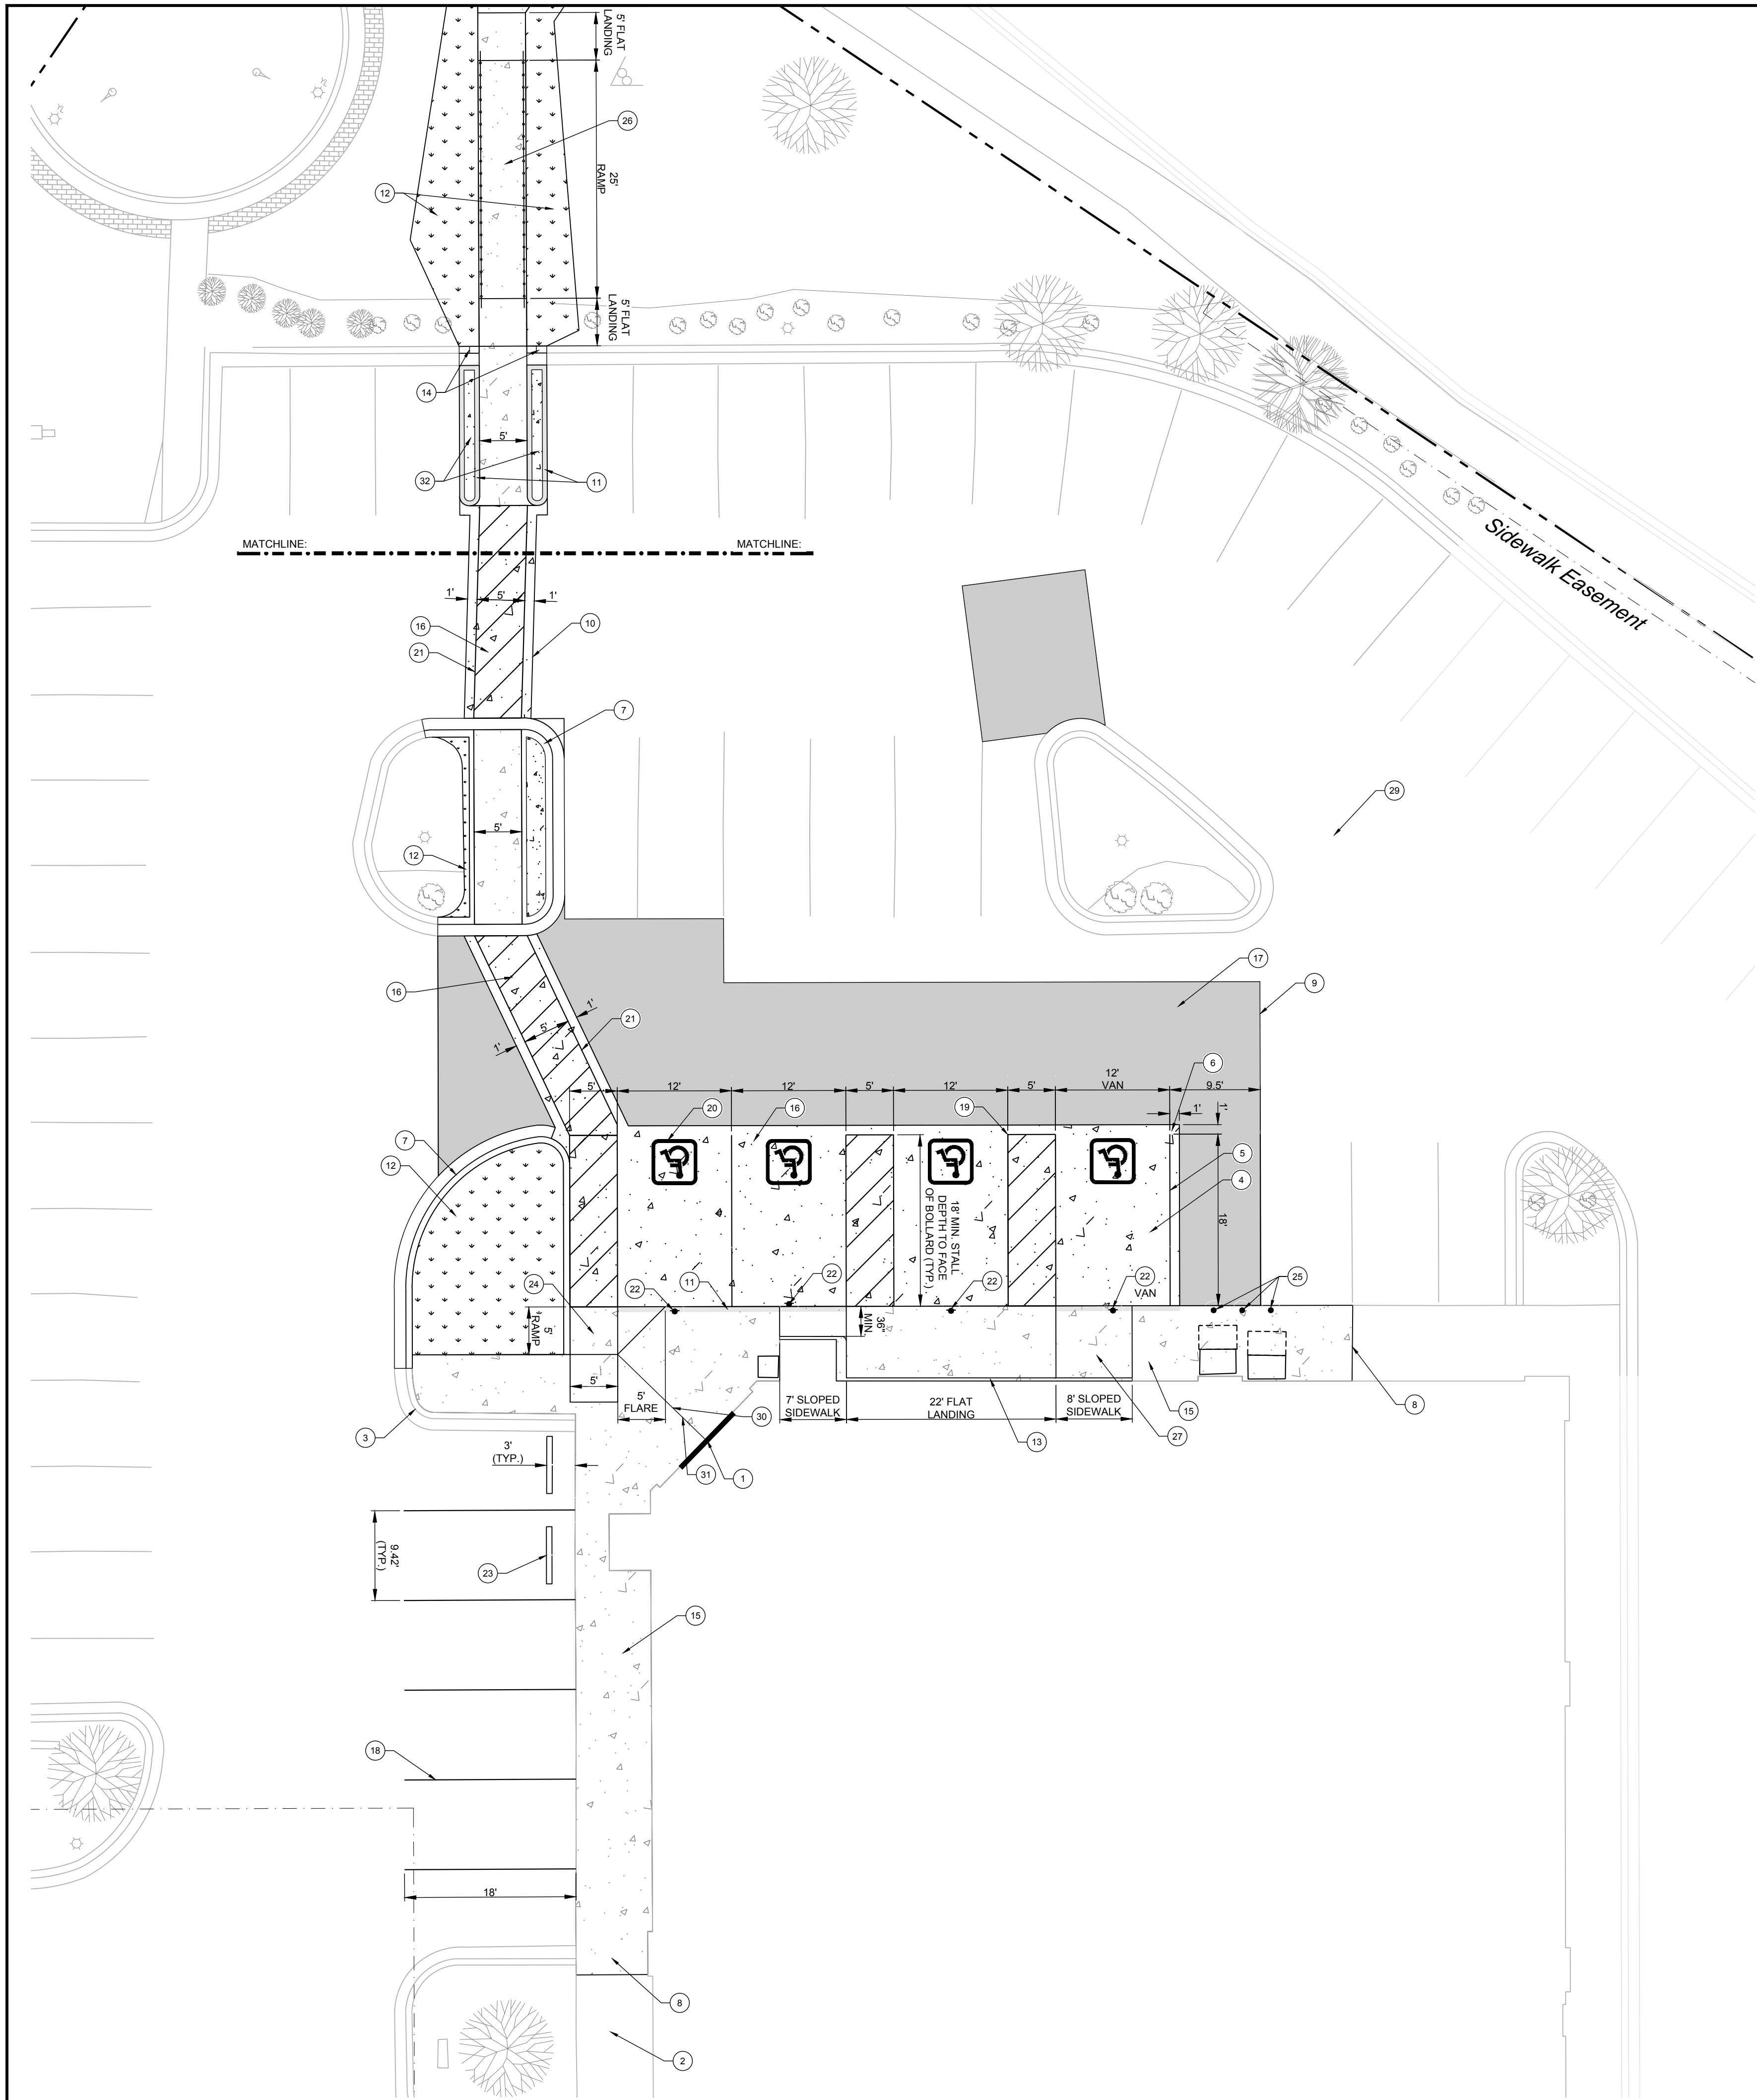 5' FLAT
LANDING
26
25'
RAMP
12
5' FLAT
LANDING
14
5'
32
11
Sidewalk Easement
MATCHLINE:
MATCHLINE:
1'
5'
1'
16
10
21
7
29
5'
12
17
16
9
1'
5'
21
1'
6
12'
VAN
5'
12'
12'
5'
12'
5'
9.5'
1'
1'
20
16
19
7
5
12
4
18' MIN. STALL
DEPTH TO FACE
OF BOLLARD (TYP.)
18'
24
22
11
22
22
22
VAN
25
5'
RAMP
36"
MIN
5'
5'
FLARE
7' SLOPED
SIDEWALK
22' FLAT
LANDING
8' SLOPED
SIDEWALK
8
15
30
3
27
13
3'
(TYP.)
31
1
9.42'
(TYP.)
23
15
18
18'
8
2